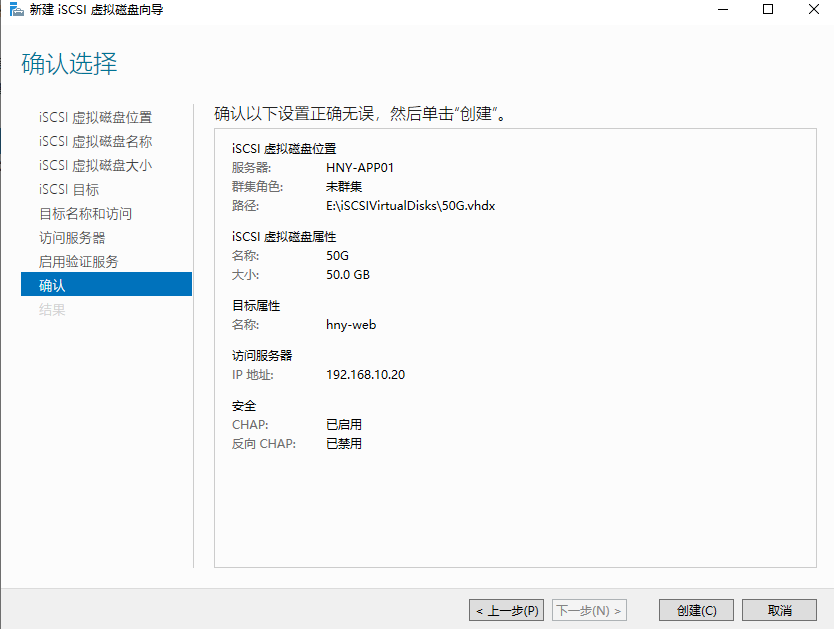 新建 iSCSI 虚拟磁盘向导
确认选择
iSCSI 虚拟磁盘位置
iSCSI 虚拟磁盘名称
iSCSI 虚拟磁盘大小
iSCSI 目标
目标名称和访问
访问服务器
启用验证服务
确认
结果
确认以下设置正确无误，然后单击“创建”。
iSCSI 虚拟磁盘位置
服务器: HNY-APP01
群集角色: 未群集
路径: E:\iSCSIVirtualDisks\50G.vhdx
iSCSI 虚拟磁盘属性
名称: 50G
大小: 50.0 GB
目标属性
名称: hny-web
访问服务器
IP 地址: 192.168.10.20
安全
CHAP: 已启用
反向 CHAP: 已禁用
< 上一步(P) 下一步(N) > 创建(C) 取消